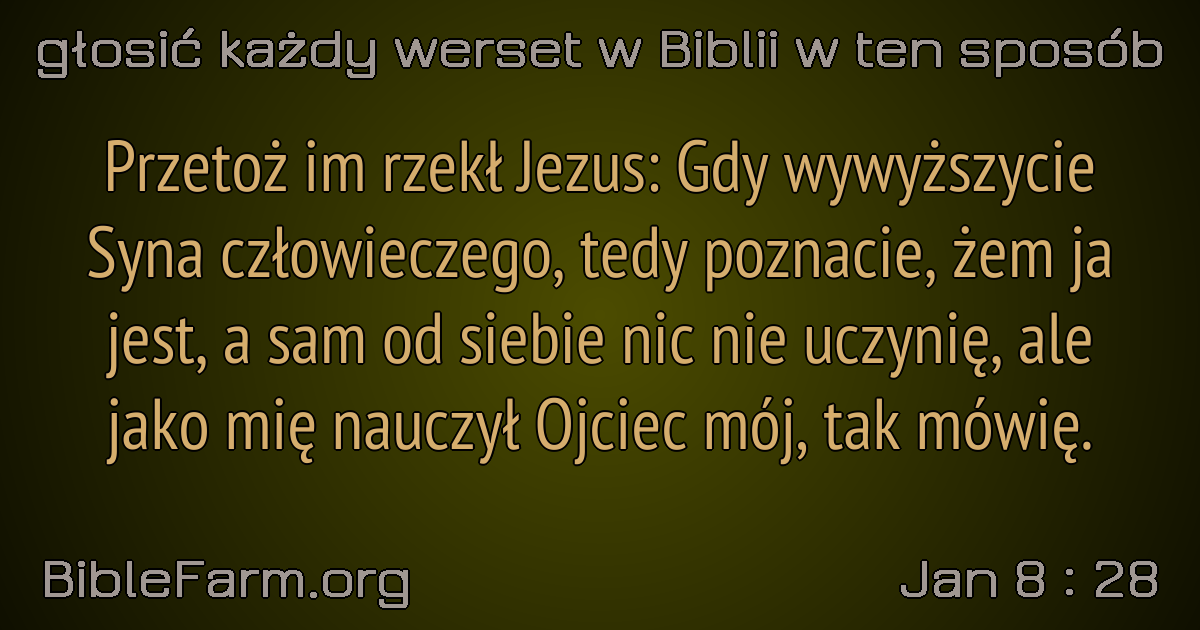 głosić każdy werset w Biblii w ten sposób
Przetoż im rzekł Jezus: Gdy wywyższycie
Syna człowieczego, tedy poznacie, żem ja
jest, a sam od siebie nic nie uczynię, ale
jako mię nauczył Ojciec mój, tak mówię.
BibleFarm.org
Jan 8 : 28